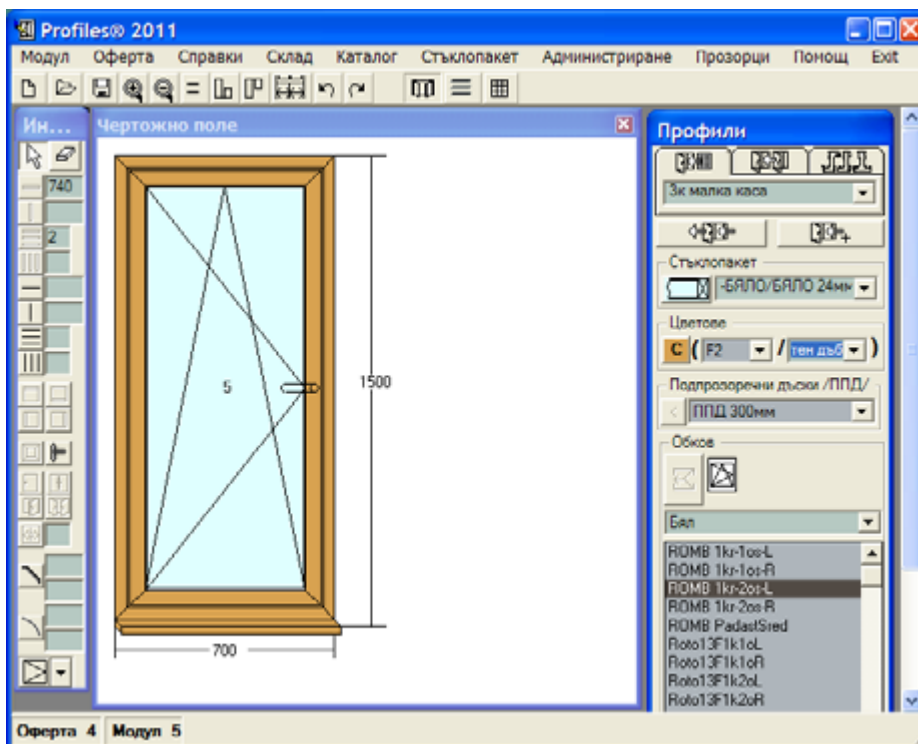 Profiles® 2011
Модул Оферта Справки Склад Каталог Стъклопакет Администриране Прозорци Помощ Exit
Ин...
740
2
Чертожно поле
5
1500
700
Профили
3к малка каса
Стъклопакет
-БЯЛО/БЯЛО 24мм
Цветове
C ( F2 / тен дъб )
Подпрозоречни дъски /ППД/
< ППД 300мм
Обков
Бял
ROMB 1kr-1os-L
ROMB 1kr-1os-R
ROMB 1kr-2os-L
ROMB 1kr-2os-R
ROMB PadastSred
Roto13F1k1oL
Roto13F1k1oR
Roto13F1k2oL
Roto13F1k2oR
Оферта 4 Модул 5